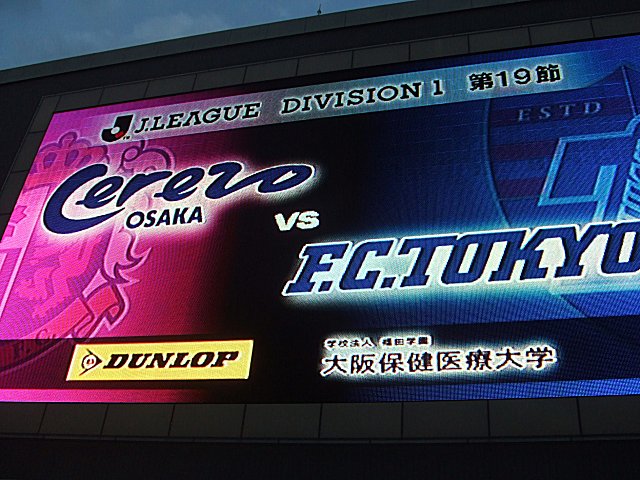 J.LEAGUE DIVISION 1 第19節
ESTD
Cerezo
OSAKA
VS
F.C.TOKYO
DUNLOP
学校法人 福田学園
大阪保健医療大学